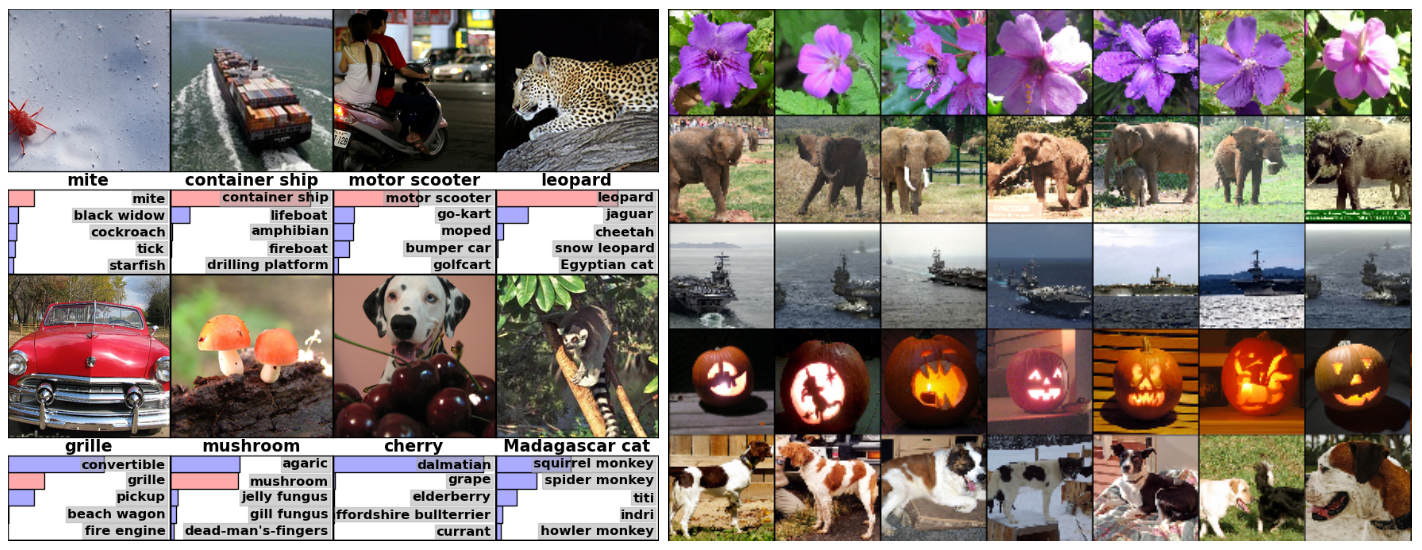 mite
container ship
motor scooter
leopard
mite
black widow
cockroach
tick
starfish
container ship
lifeboat
amphibian
fireboat
drilling platform
motor scooter
go-kart
moped
bumper car
golfcart
leopard
jaguar
cheetah
snow leopard
Egyptian cat
grille
mushroom
cherry
Madagascar cat
convertible
grille
pickup
beach wagon
fire engine
agaric
mushroom
jelly fungus
gill fungus
dead-man's-fingers
dalmatian
grape
elderberry
ffordshire bullterrier
currant
squirrel monkey
spider monkey
titi
indri
howler monkey